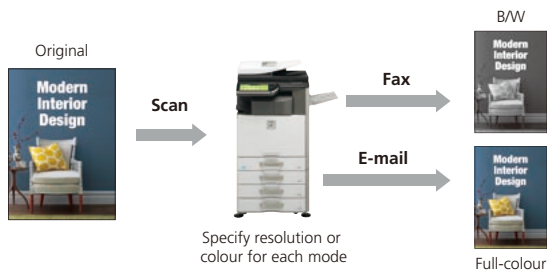 Original
Modern
Interior
Design
Scan
Specify resolution or
colour for each mode
Fax
E-mail
B/W
Modern
Interior
Design
Modern
Interior
Design
Full-colour